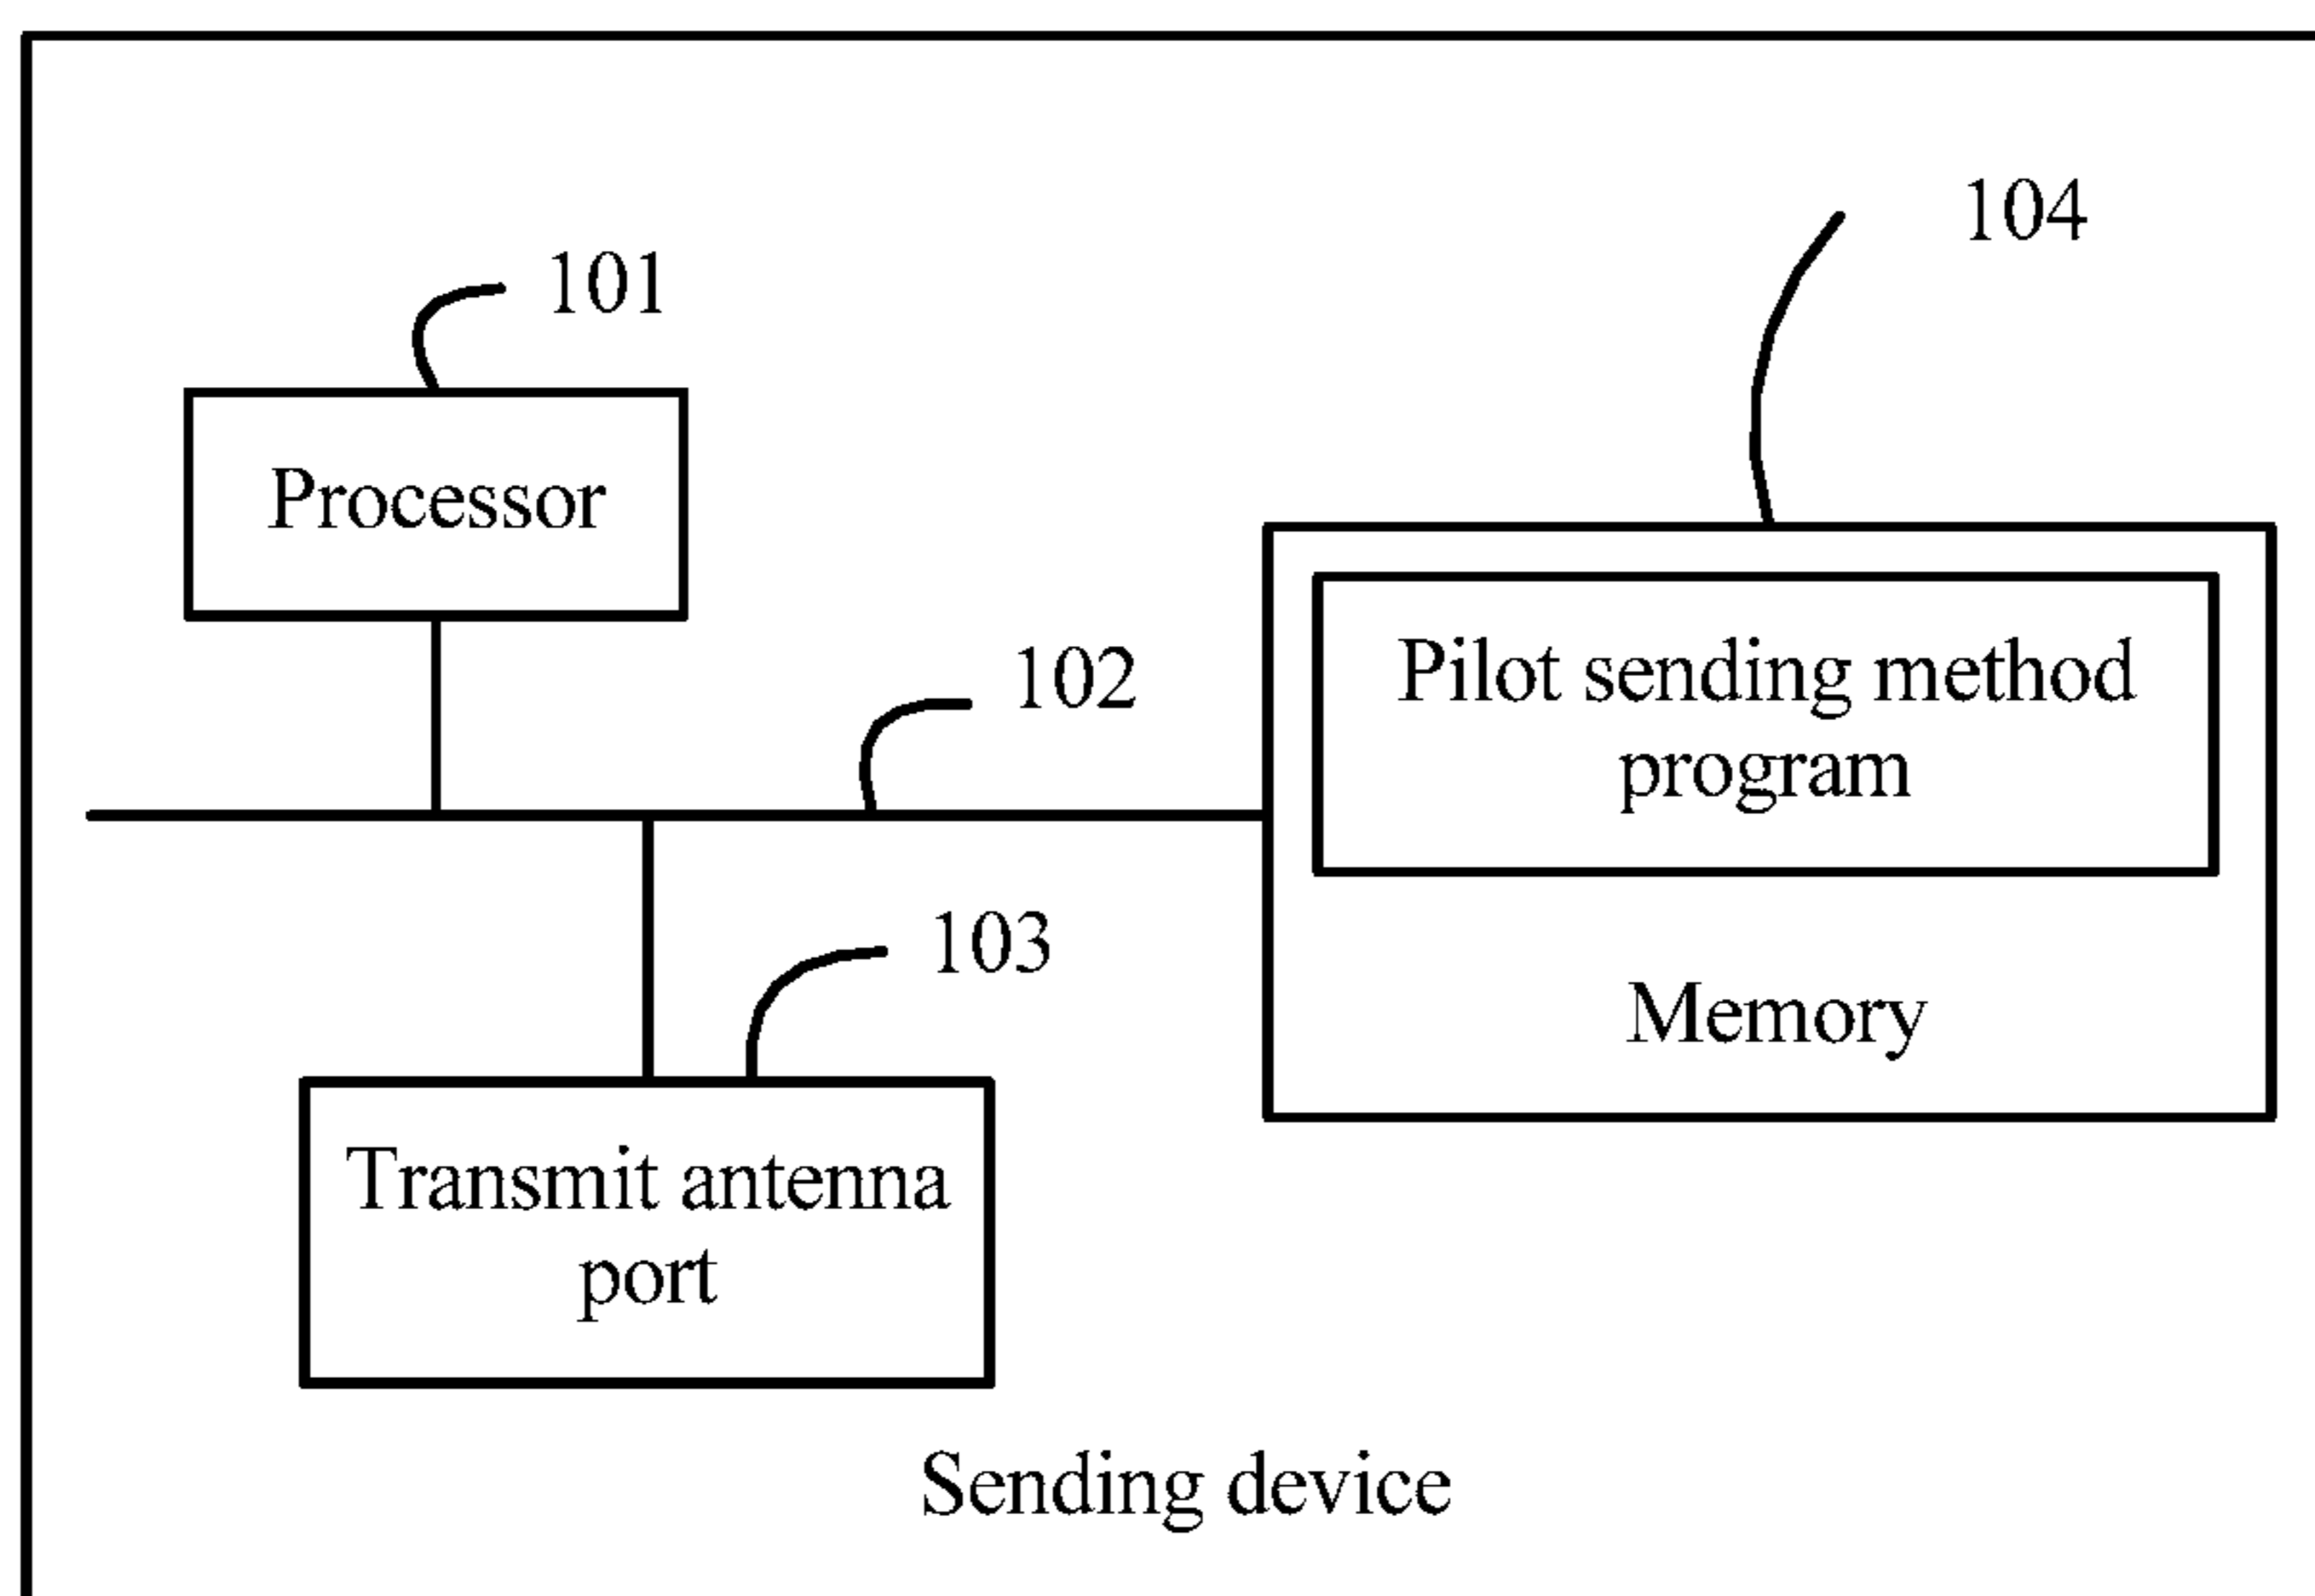 101
Processor
104
102
Pilot sending method
program
103
Memory
Transmit antenna
port
Sending device